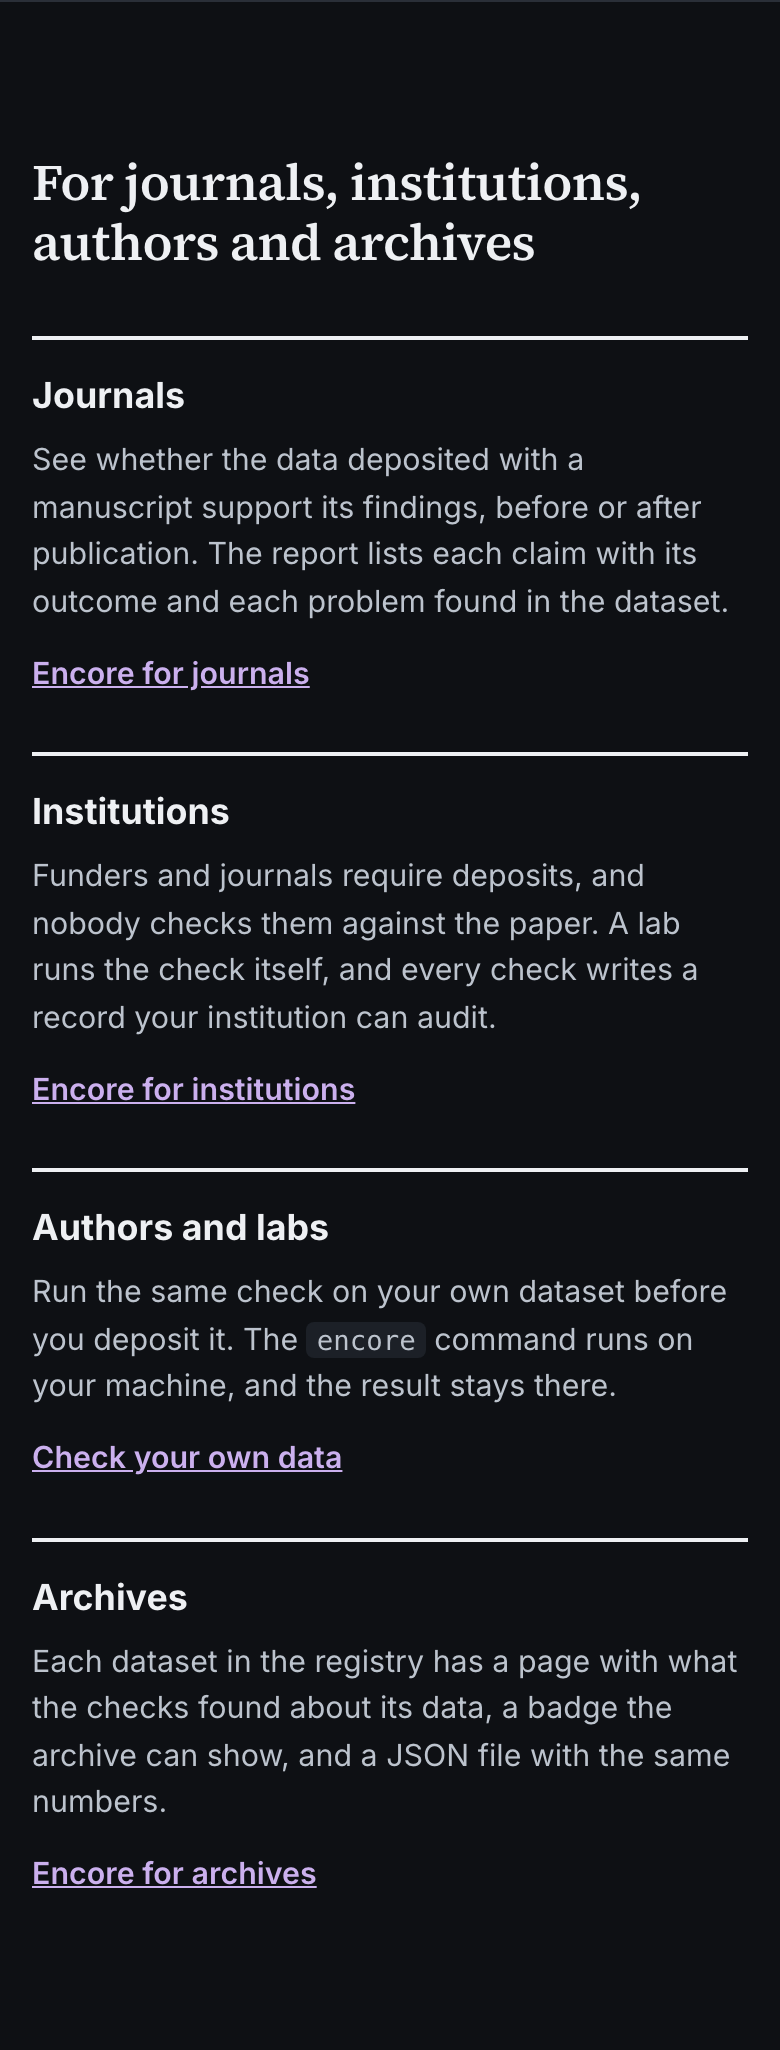 For journals, institutions,
authors and archives
Journals
See whether the data deposited with a
manuscript support its findings, before or after
publication. The report lists each claim with its
outcome and each problem found in the dataset.
Encore for journals
Institutions
Funders and journals require deposits, and
nobody checks them against the paper. A lab
runs the check itself, and every check writes a
record your institution can audit.
Encore for institutions
Authors and labs
Run the same check on your own dataset before
you deposit it. The encore command runs on
your machine, and the result stays there.
Check your own data
Archives
Each dataset in the registry has a page with what
the checks found about its data, a badge the
archive can show, and a JSON file with the same
numbers.
Encore for archives